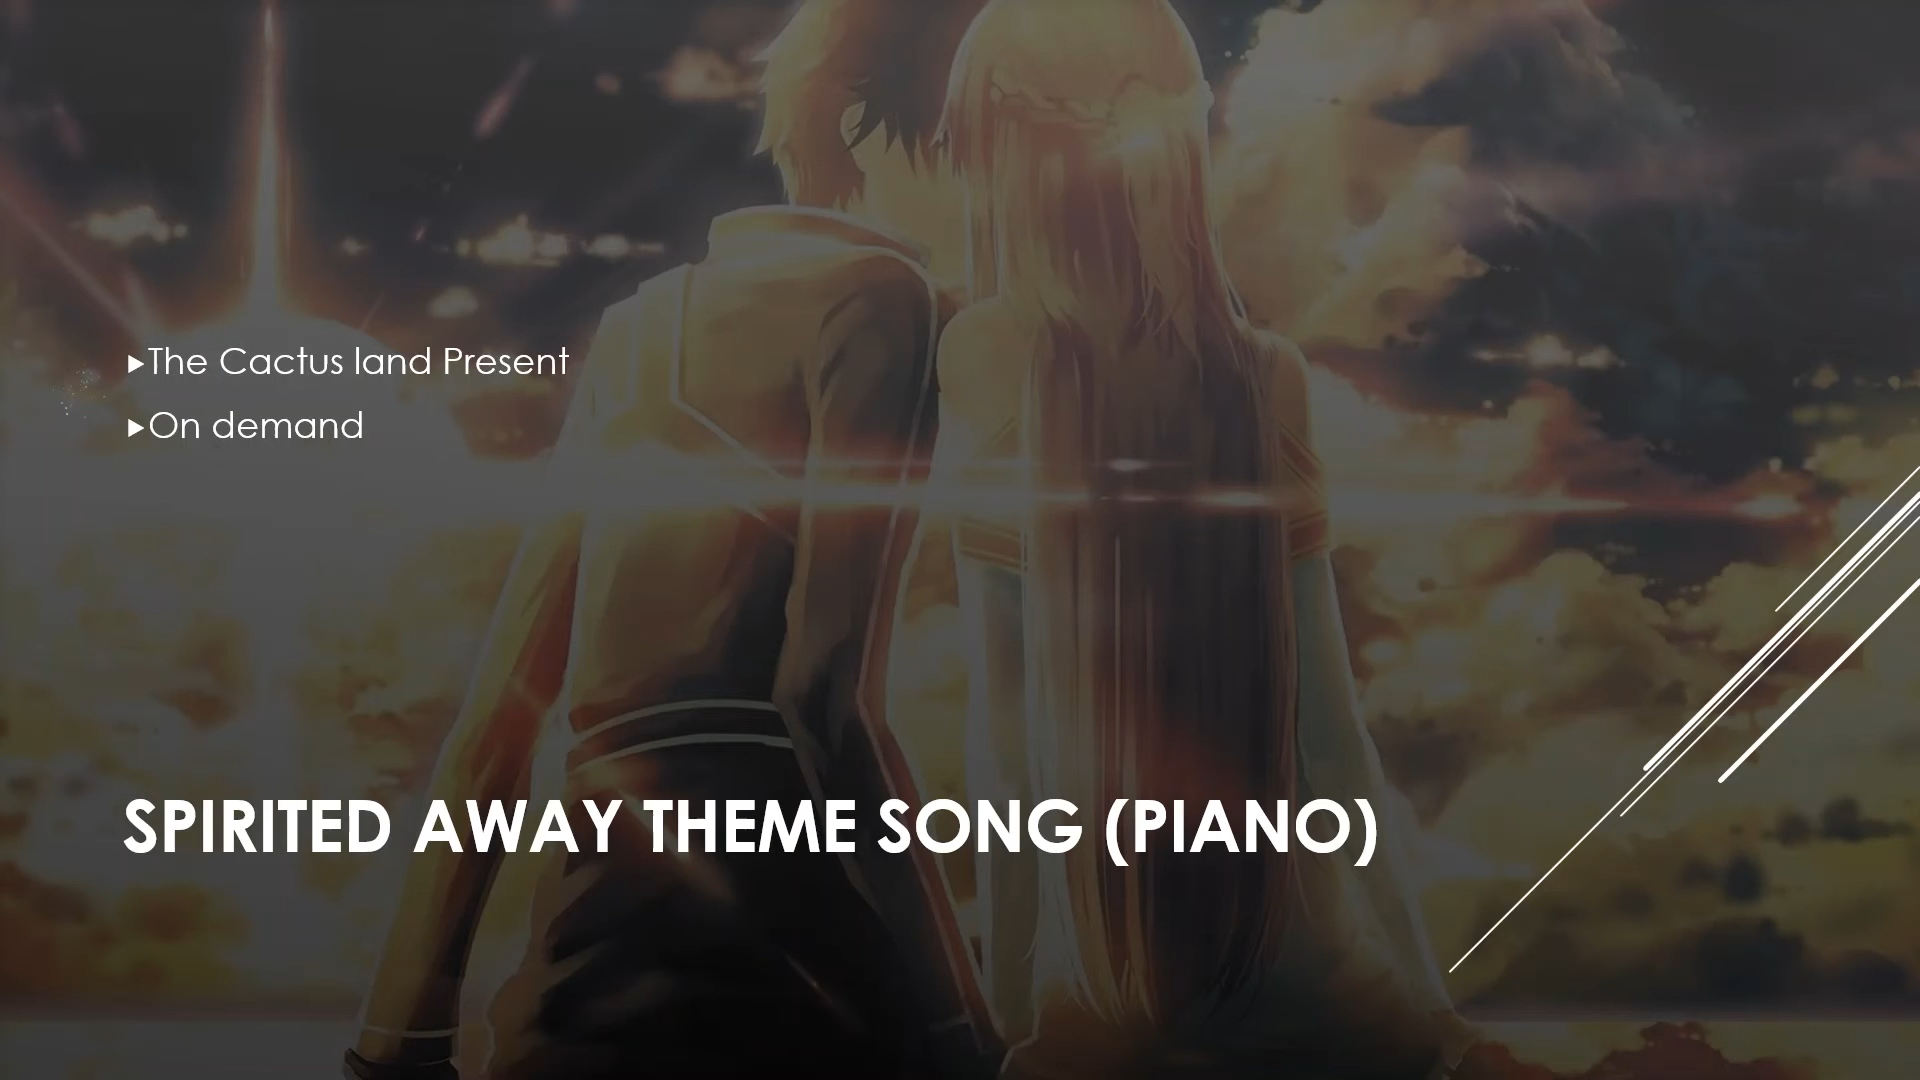 The Cactus land Present
On demand
SPIRITED AWAY THEME SONG (PIANO)